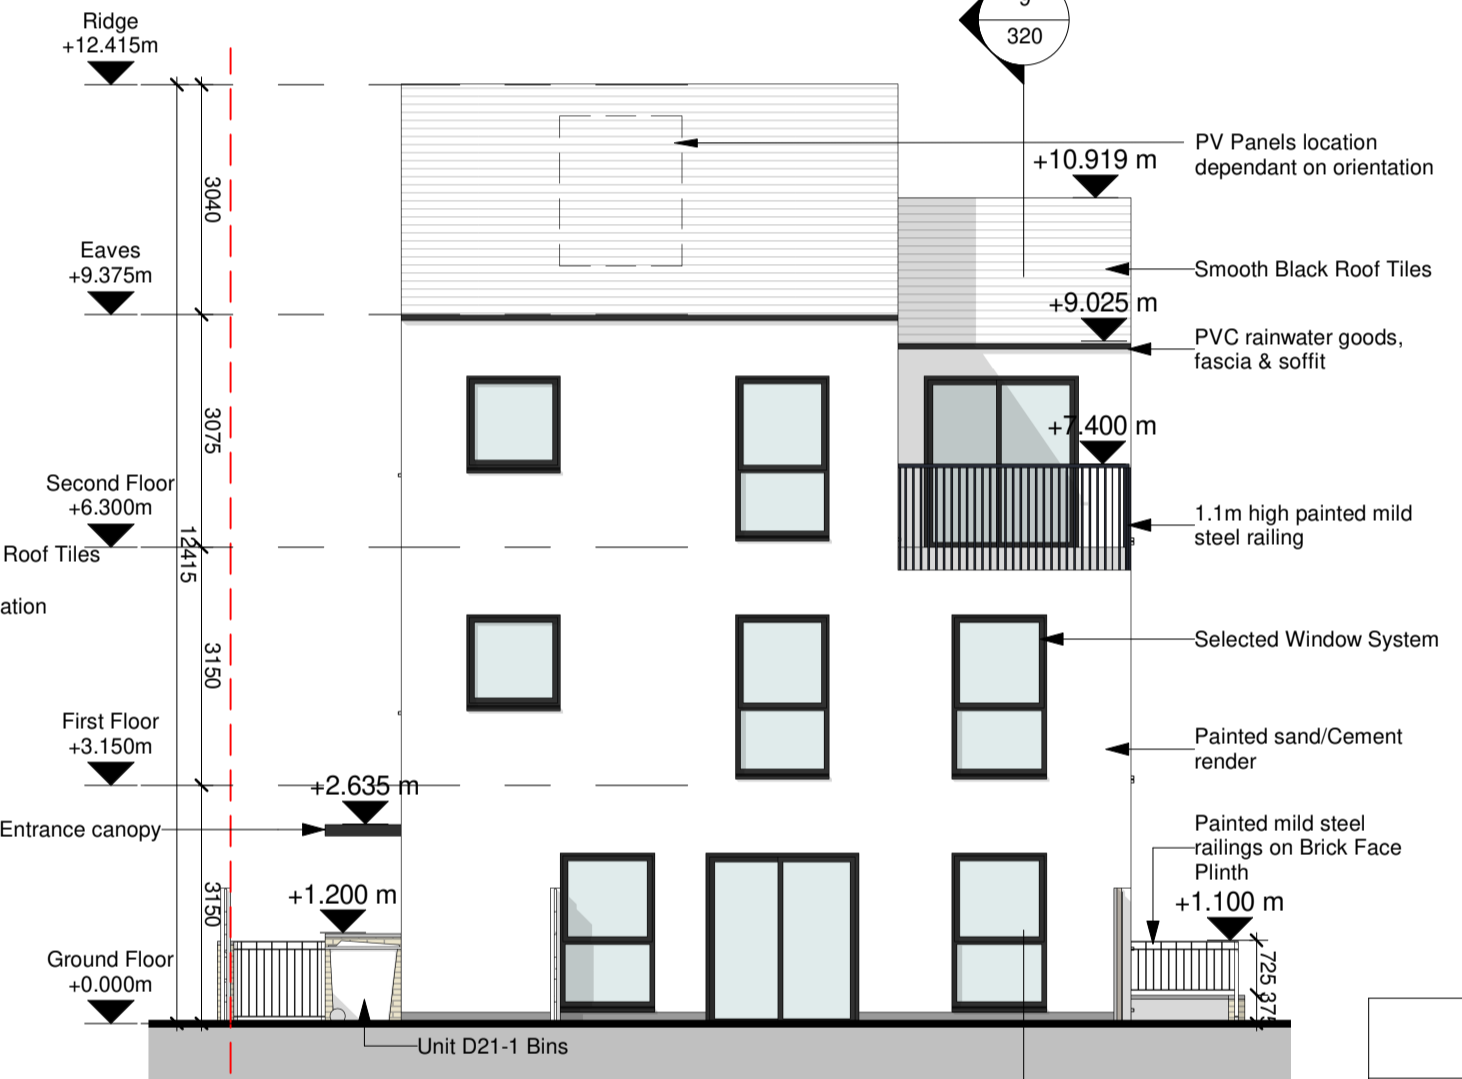 Ridge
+12.415m
9
320
PV Panels location
dependant on orientation
+10.919 m
3040
Eaves
+9.375m
Smooth Black Roof Tiles
+9.025 m
PVC rainwater goods,
fascia & soffit
3075
+7.400 m
Second Floor
+6.300m
1.1m high painted mild
steel railing
12415
Roof Tiles
ation
3150
Selected Window System
First Floor
+3.150m
Painted sand/Cement
render
+2.635 m
Entrance canopy
Painted mild steel
railings on Brick Face
Plinth
3150
+1.200 m
+1.100 m
Ground Floor
+0.000m
725
375
Unit D21-1 Bins